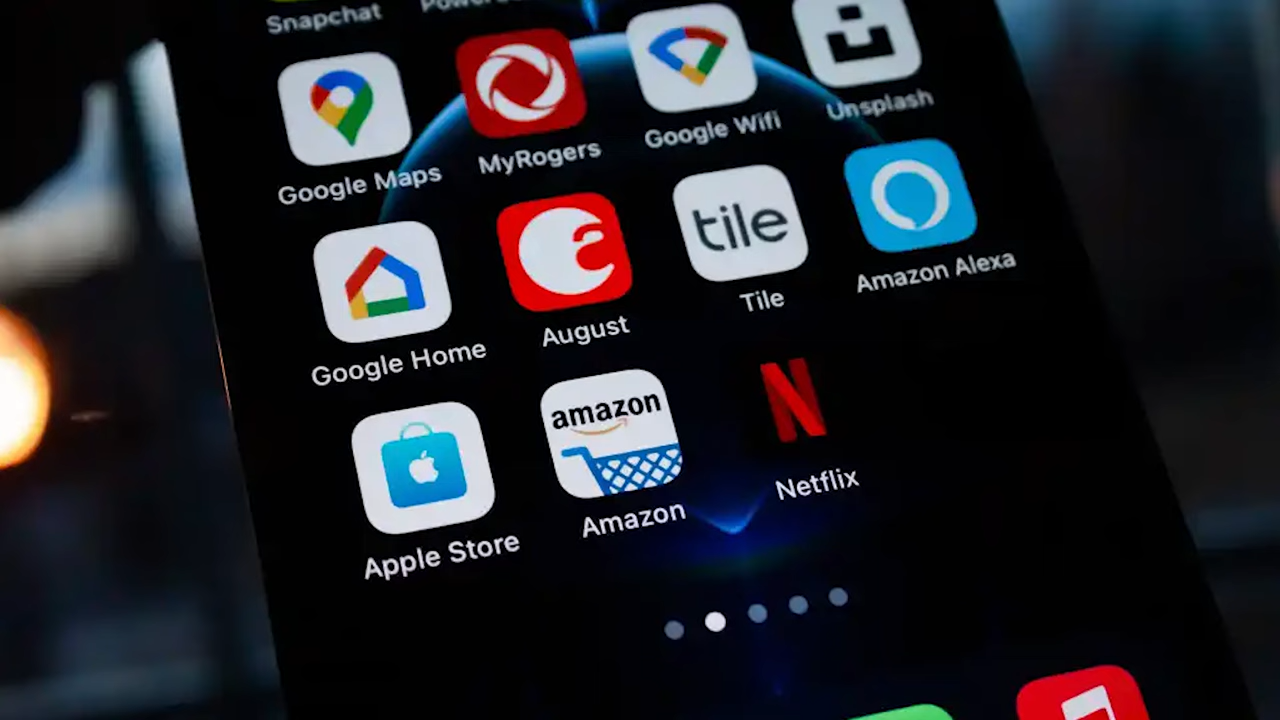 Snapchat
Google Maps
MyRogers
Google Wifi
Unsplash
Google Home
August
tile
Tile
Amazon Alexa
Apple Store
amazon
Amazon
N
Netflix